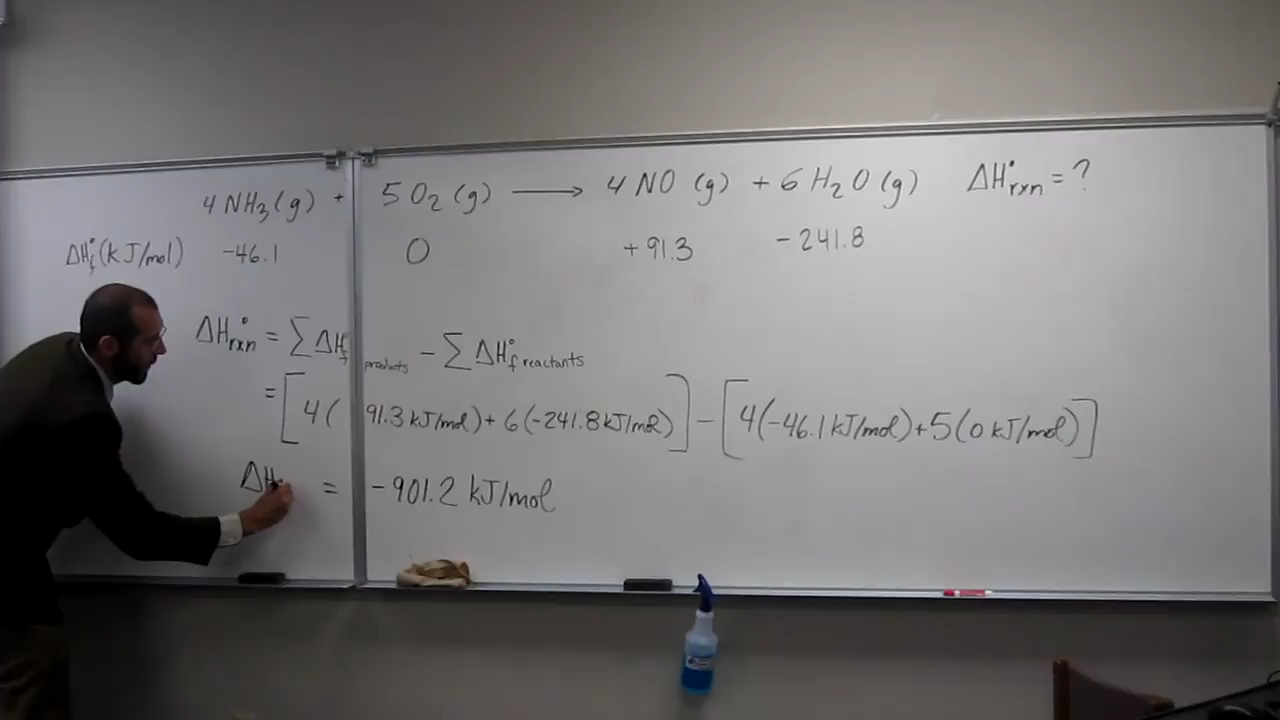 4 NH₃(g) + 5 O₂ (g) ⟶ 4 NO (g) + 6 H₂O (g) ΔH°rxn = ?
ΔH°f (kJ/mol) -46.1 0 +91.3 -241.8
ΔH°rxn = ∑ ΔHf products - ∑ ΔH°f reactants
= [4( 91.3 kJ/mol) + 6(-241.8 kJ/mol)] - [4(-46.1 kJ/mol) + 5(0 kJ/mol)]
ΔH = -901.2 kJ/mol